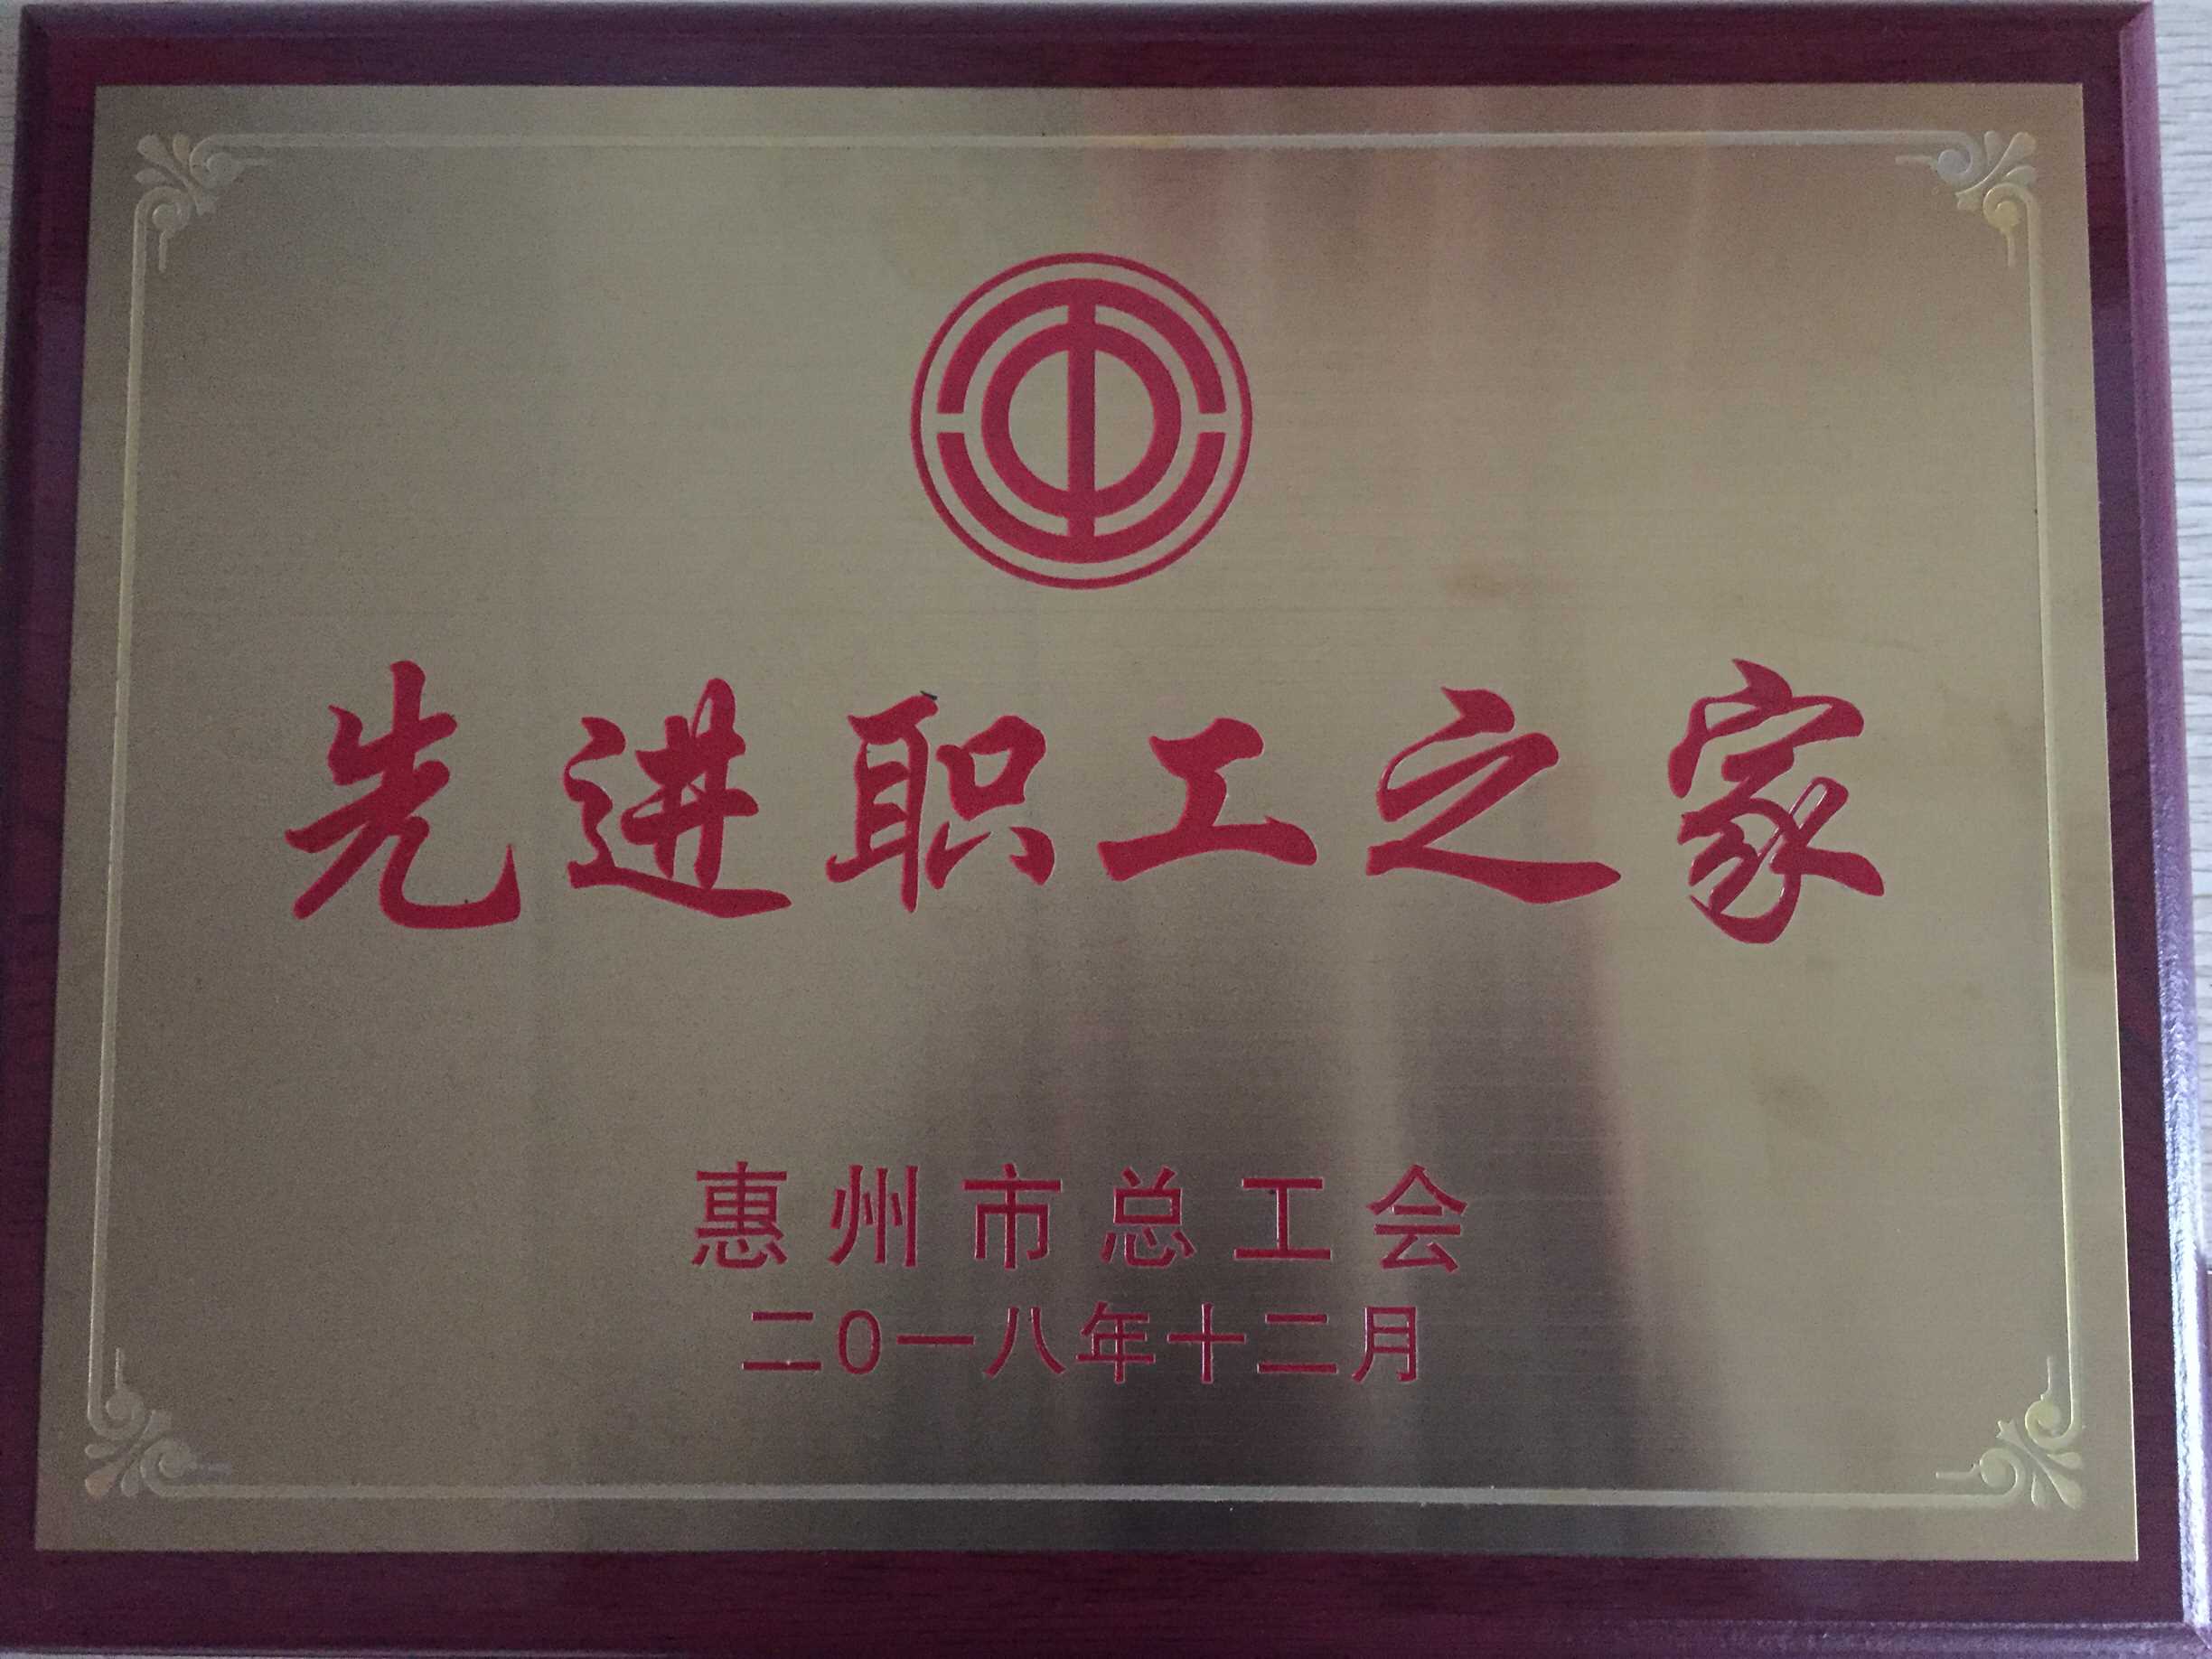 先进职工之家
惠州市总工会
二0一八年十二月